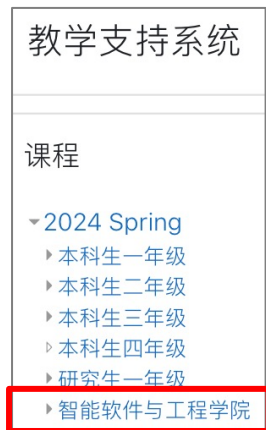 教学支持系统
课程
2024 Spring
本科生一年级
本科生二年级
本科生三年级
本科生四年级
研究生一年级
智能软件与工程学院